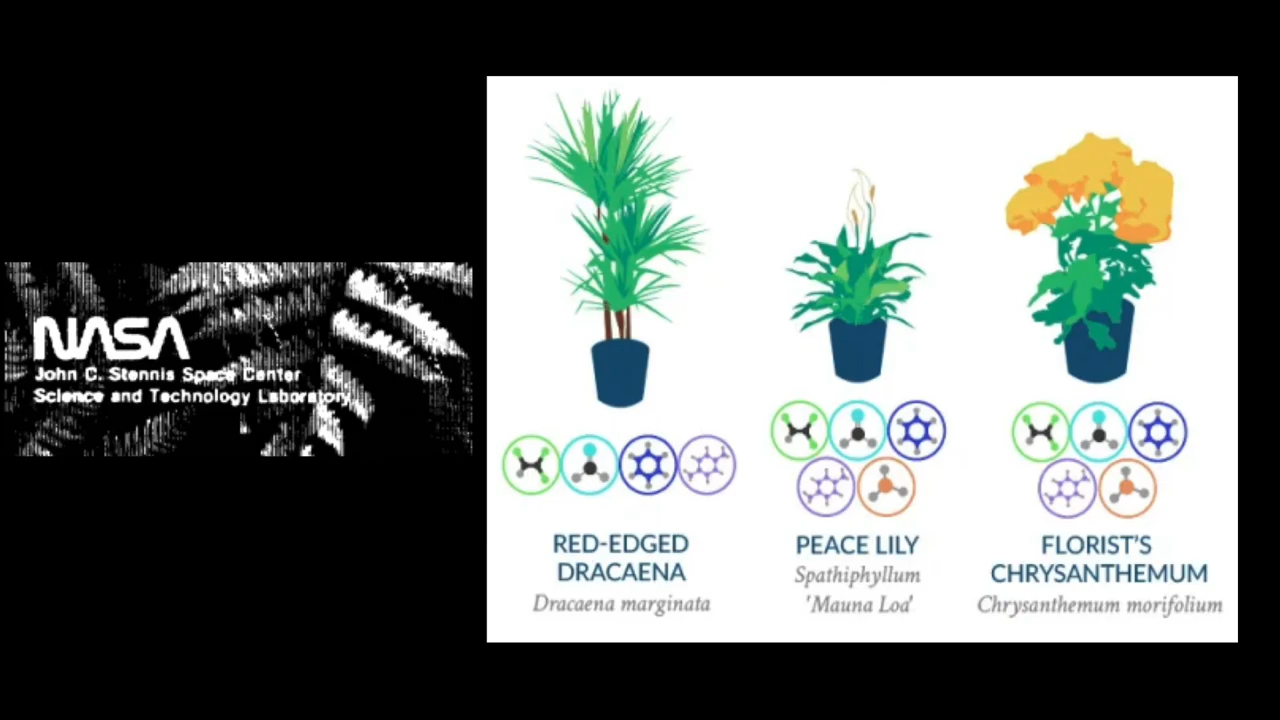 NASA
John C. Stennis Space Center
Science and Technology Laboratory
RED-EDGED
DRACAENA
Dracaena marginata
PEACE LILY
Spathiphyllum
'Mauna Loa'
FLORIST'S
CHRYSANTHEMUM
Chrysanthemum morifolium